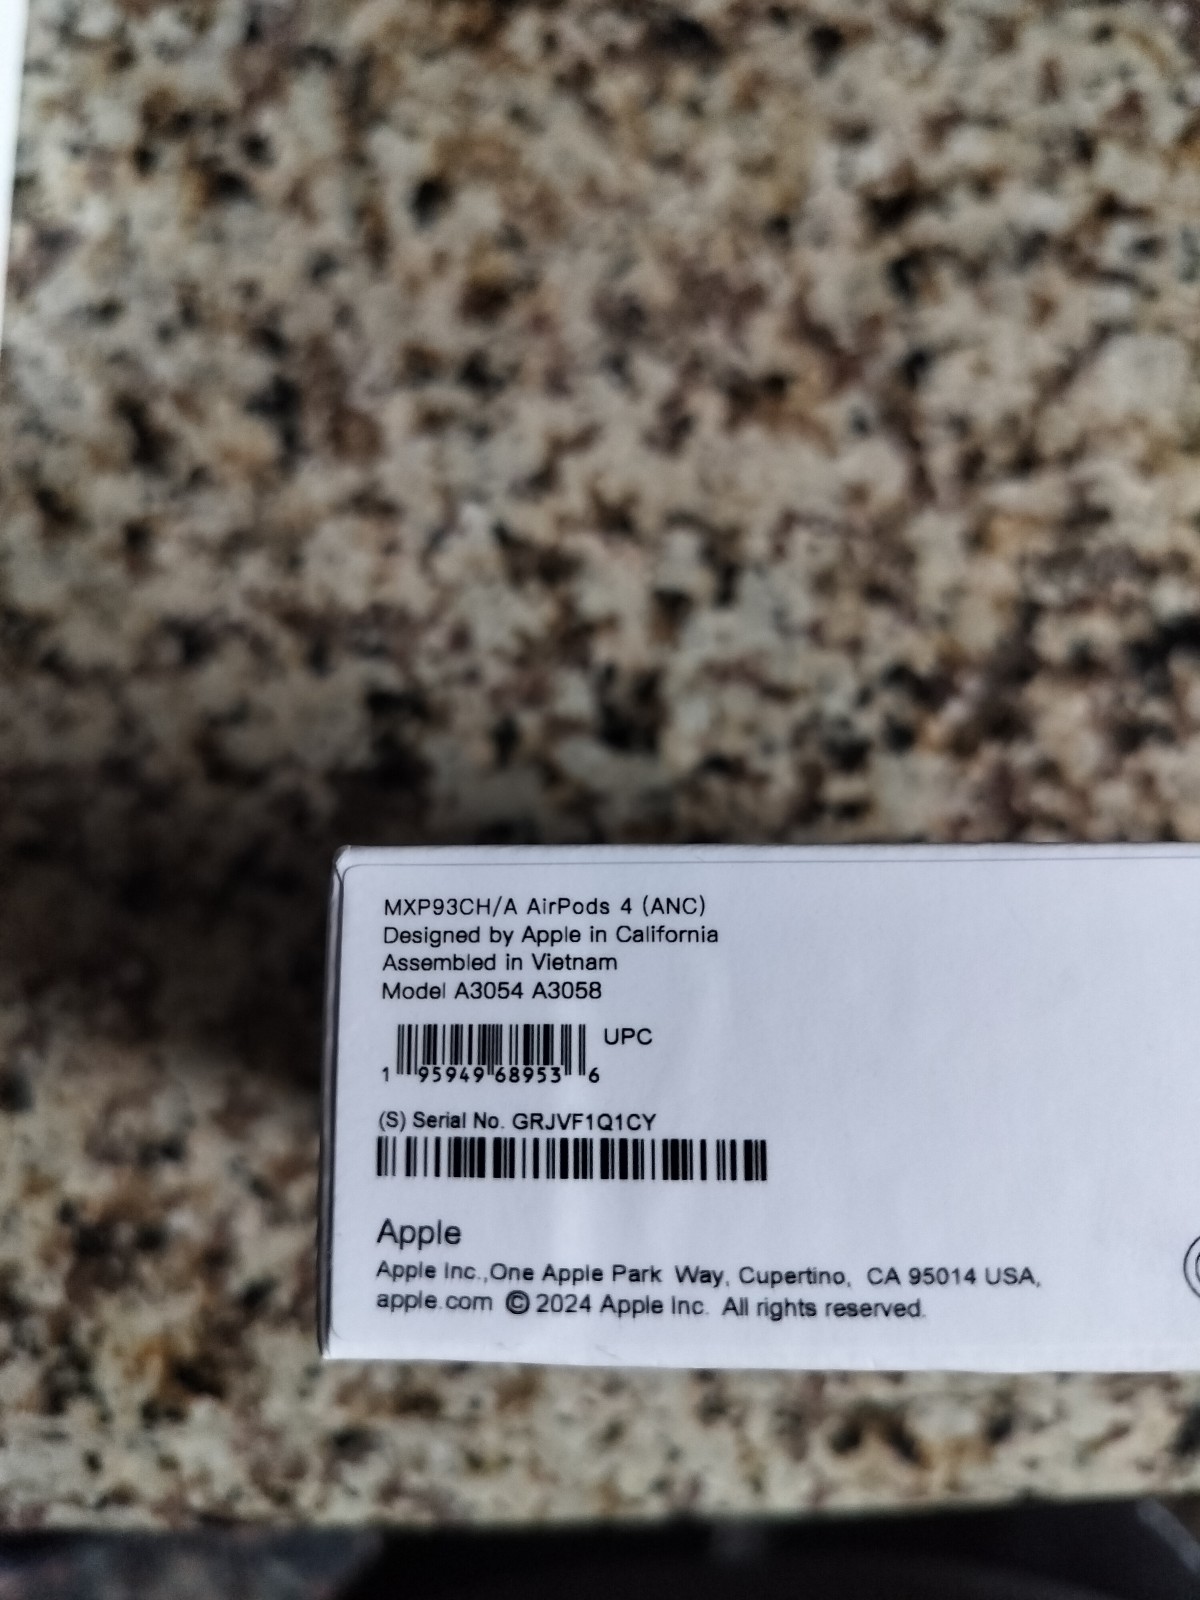 MXP93CH/A AirPods 4 (ANC)
Designed by Apple in California
Assembled in Vietnam
Model A3054 A3058
UPC
1 95949 68953 6
(S) Serial No. GRJVF1Q1CY
Apple
Apple Inc.,One Apple Park Way, Cupertino, CA 95014 USA,
apple.com © 2024 Apple Inc. All rights reserved.